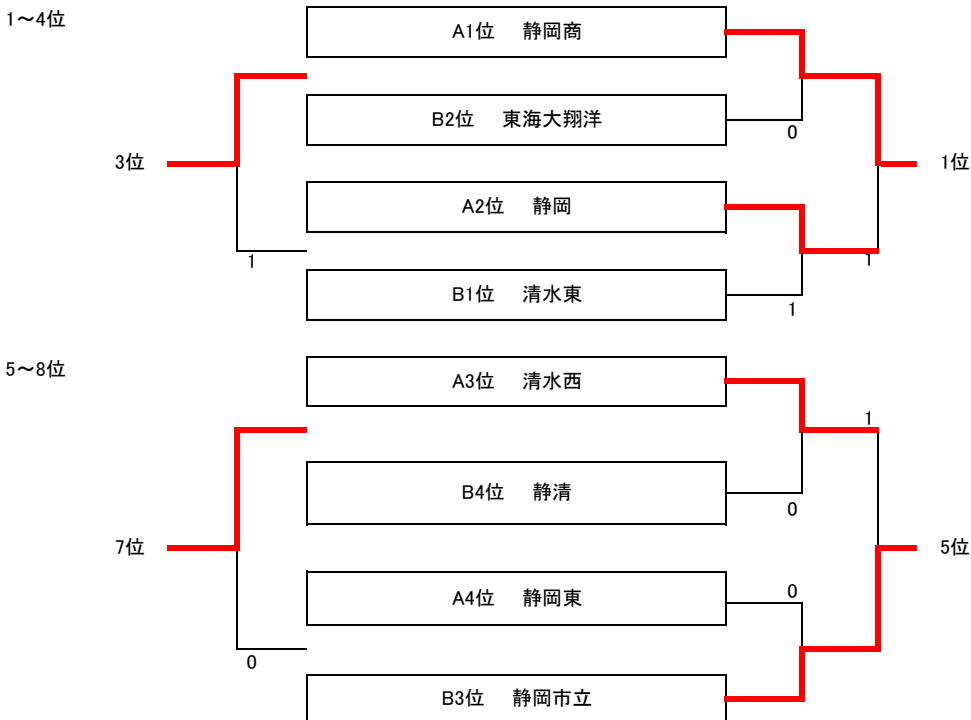 1～4位
A1位 静岡商
B2位 東海大翔洋
0
3位
1位
A2位 静岡
1
1
B1位 清水東
1
5～8位
A3位 清水西
1
B4位 静清
0
7位
5位
A4位 静岡東
0
0
B3位 静岡市立